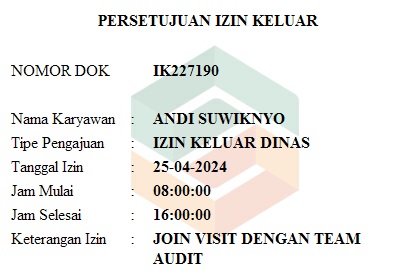 PERSETUJUAN IZIN KELUAR
NOMOR DOK IK227190
Nama Karyawan : ANDI SUWIKNYO
Tipe Pengajuan : IZIN KELUAR DINAS
Tanggal Izin : 25-04-2024
Jam Mulai : 08:00:00
Jam Selesai : 16:00:00
Keterangan Izin : JOIN VISIT DENGAN TEAM
AUDIT